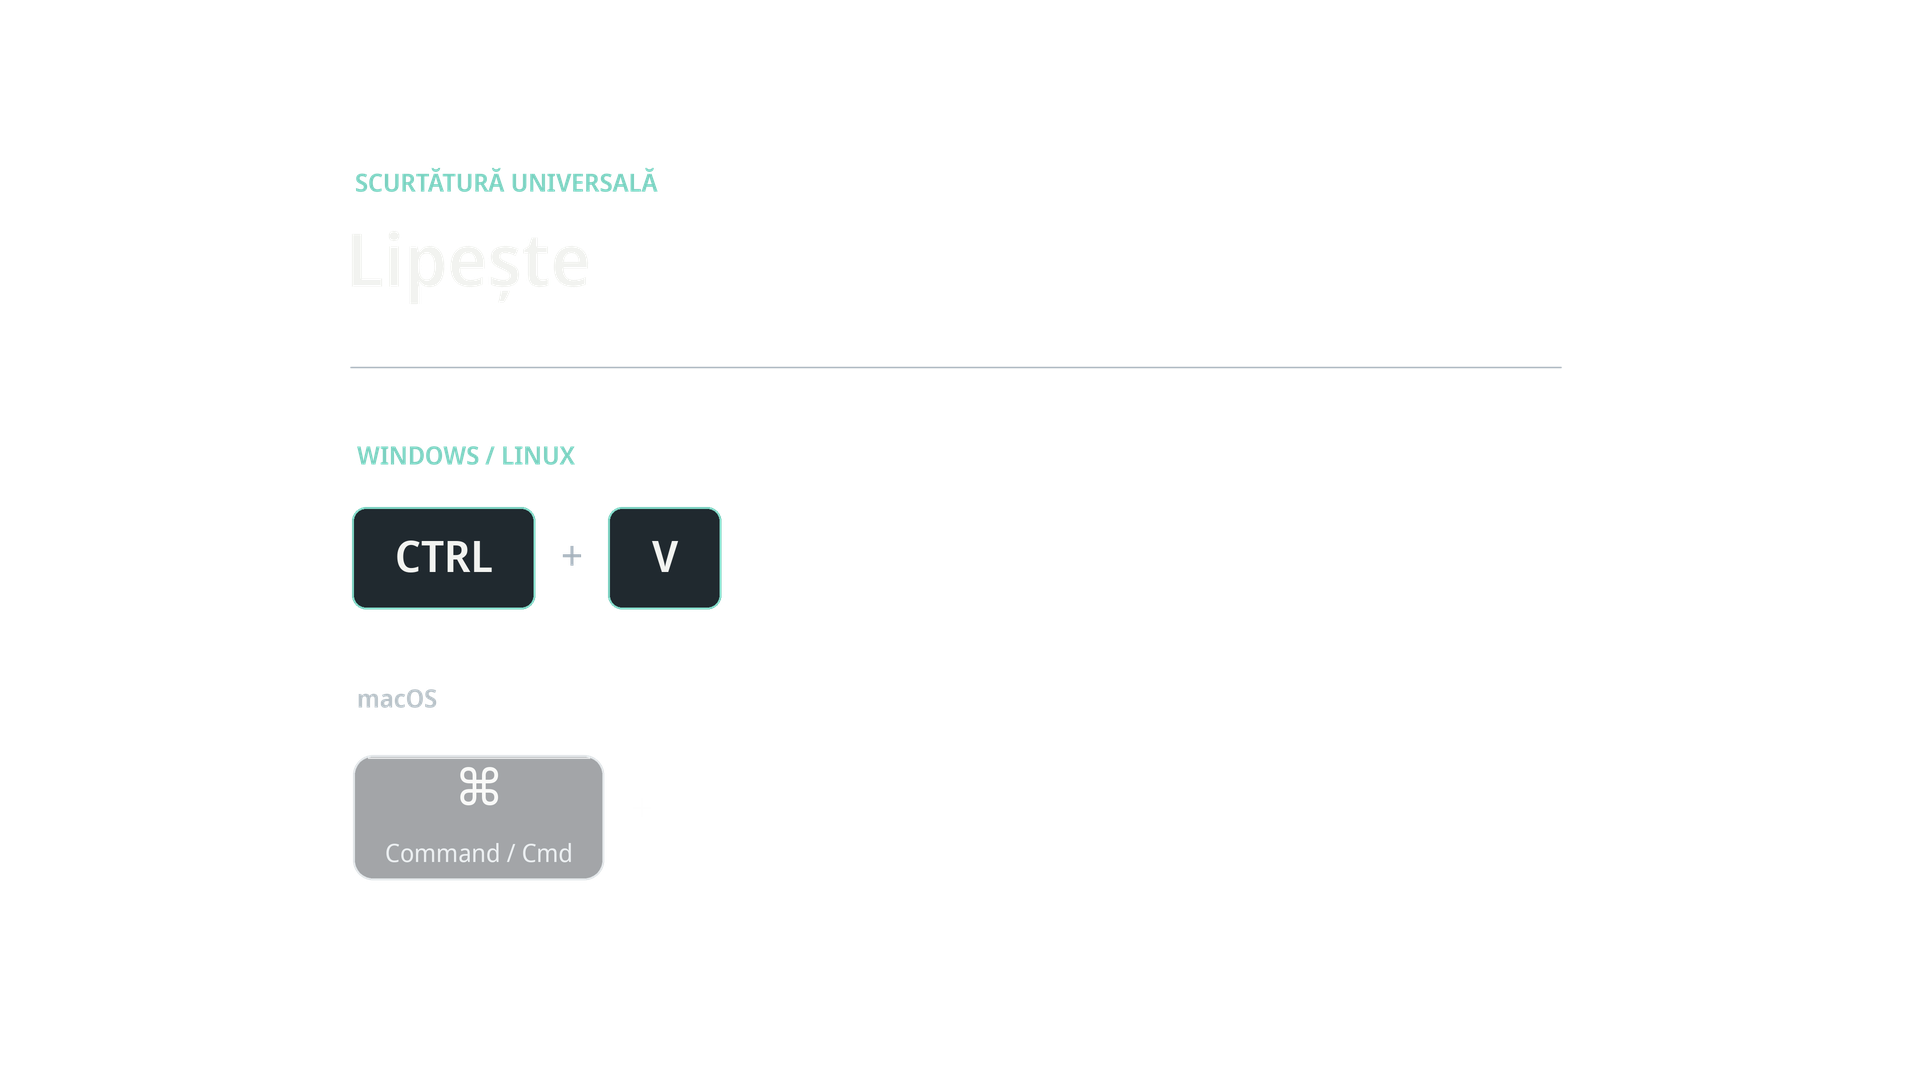 SCURTĂTURĂ UNIVERSALĂ
Lipește
WINDOWS / LINUX
CTRL + V
macOS
⌘
Command / Cmd